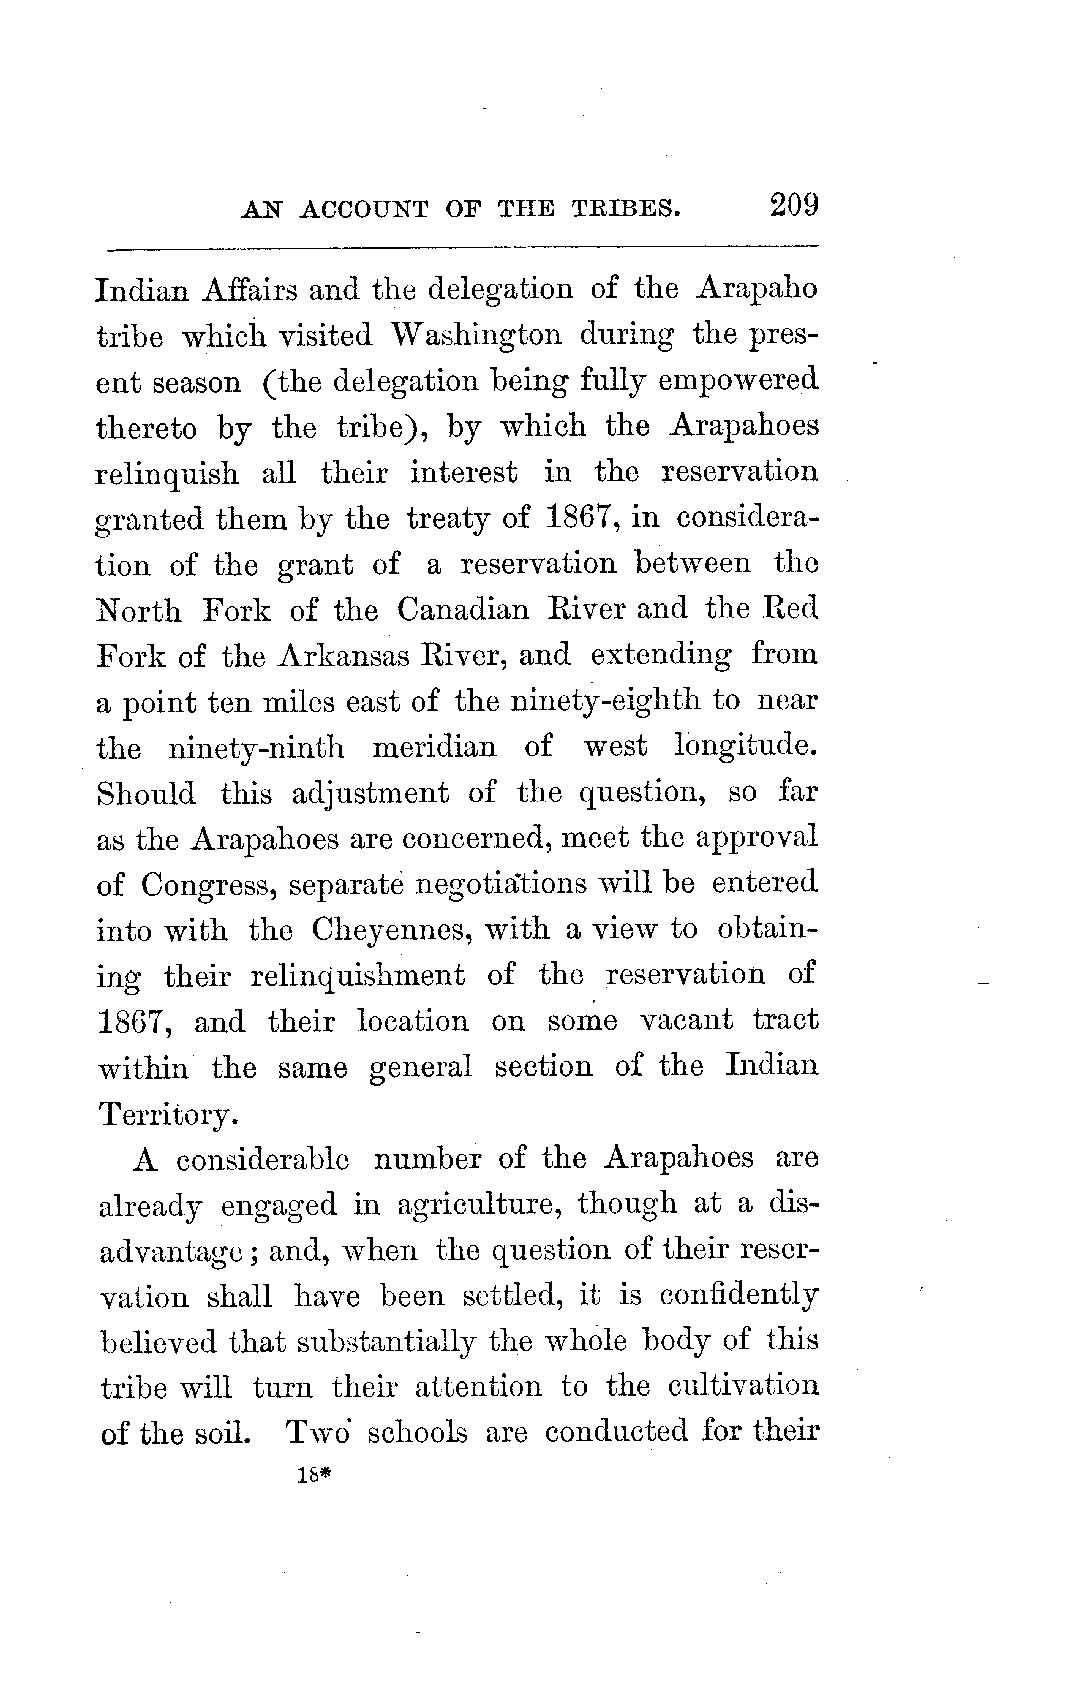 AN ACCOUNT OF THE TRIBES. 209
Indian Affairs and the delegation of the Arapaho
tribe which visited Washington during the pres-
ent season (the delegation being fully empowered
thereto by the tribe), by which the Arapahoes
relinquish all their interest in the reservation
granted them by the treaty of 1867, in considera-
tion of the grant of a reservation between the
North Fork of the Canadian River and the Red
Fork of the Arkansas River, and extending from
a point ten miles east of the ninety-eighth to near
the ninety-ninth meridian of west longitude.
Should this adjustment of the question, so far
as the Arapahoes are concerned, meet the approval
of Congress, separate negotiations will be entered
into with the Cheyennes, with a view to obtain-
ing their relinquishment of the reservation of
1867, and their location on some vacant tract
within the same general section of the Indian
Territory.
A considerable number of the Arapahoes are
already engaged in agriculture, though at a dis-
advantage; and, when the question of their reser-
vation shall have been settled, it is confidently
believed that substantially the whole body of this
tribe will turn their attention to the cultivation
of the soil. Two schools are conducted for their
18*